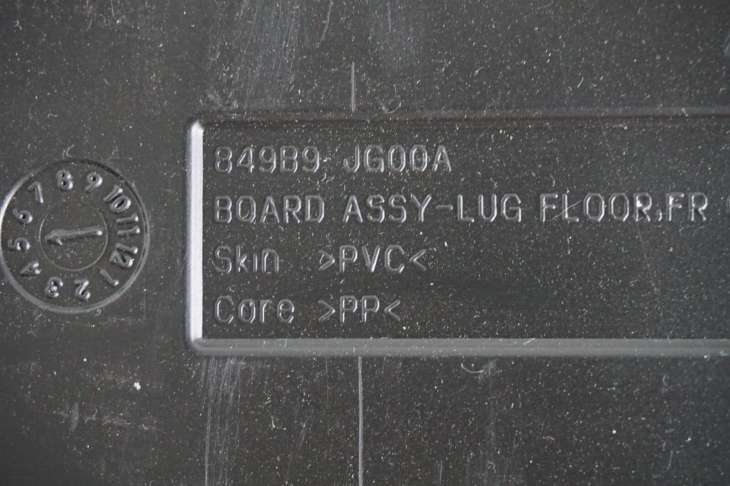 849B9 JG00A
BOARD ASSY-LUG FLOOR,FR
Skin >PVC<
Core >PP<
1 2 3 4 5 6 7 8 9 10 11 12